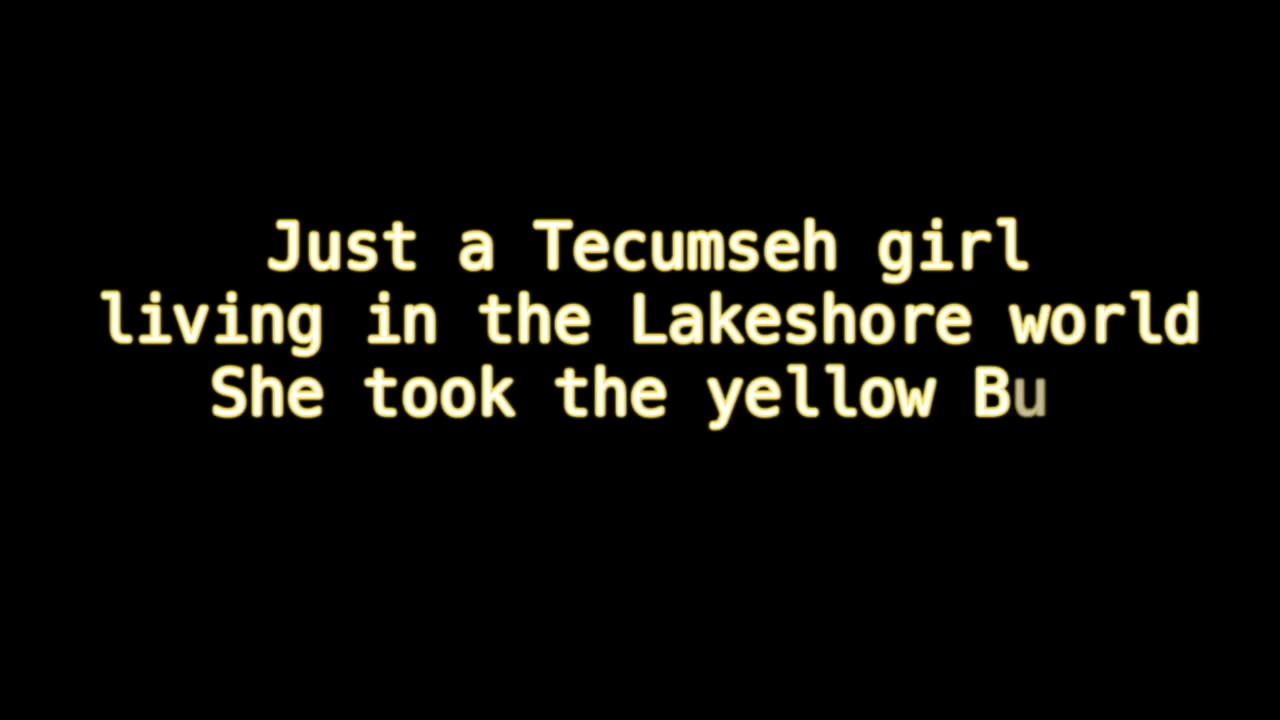 Just a Tecumseh girl
living in the Lakeshore world
She took the yellow Bu